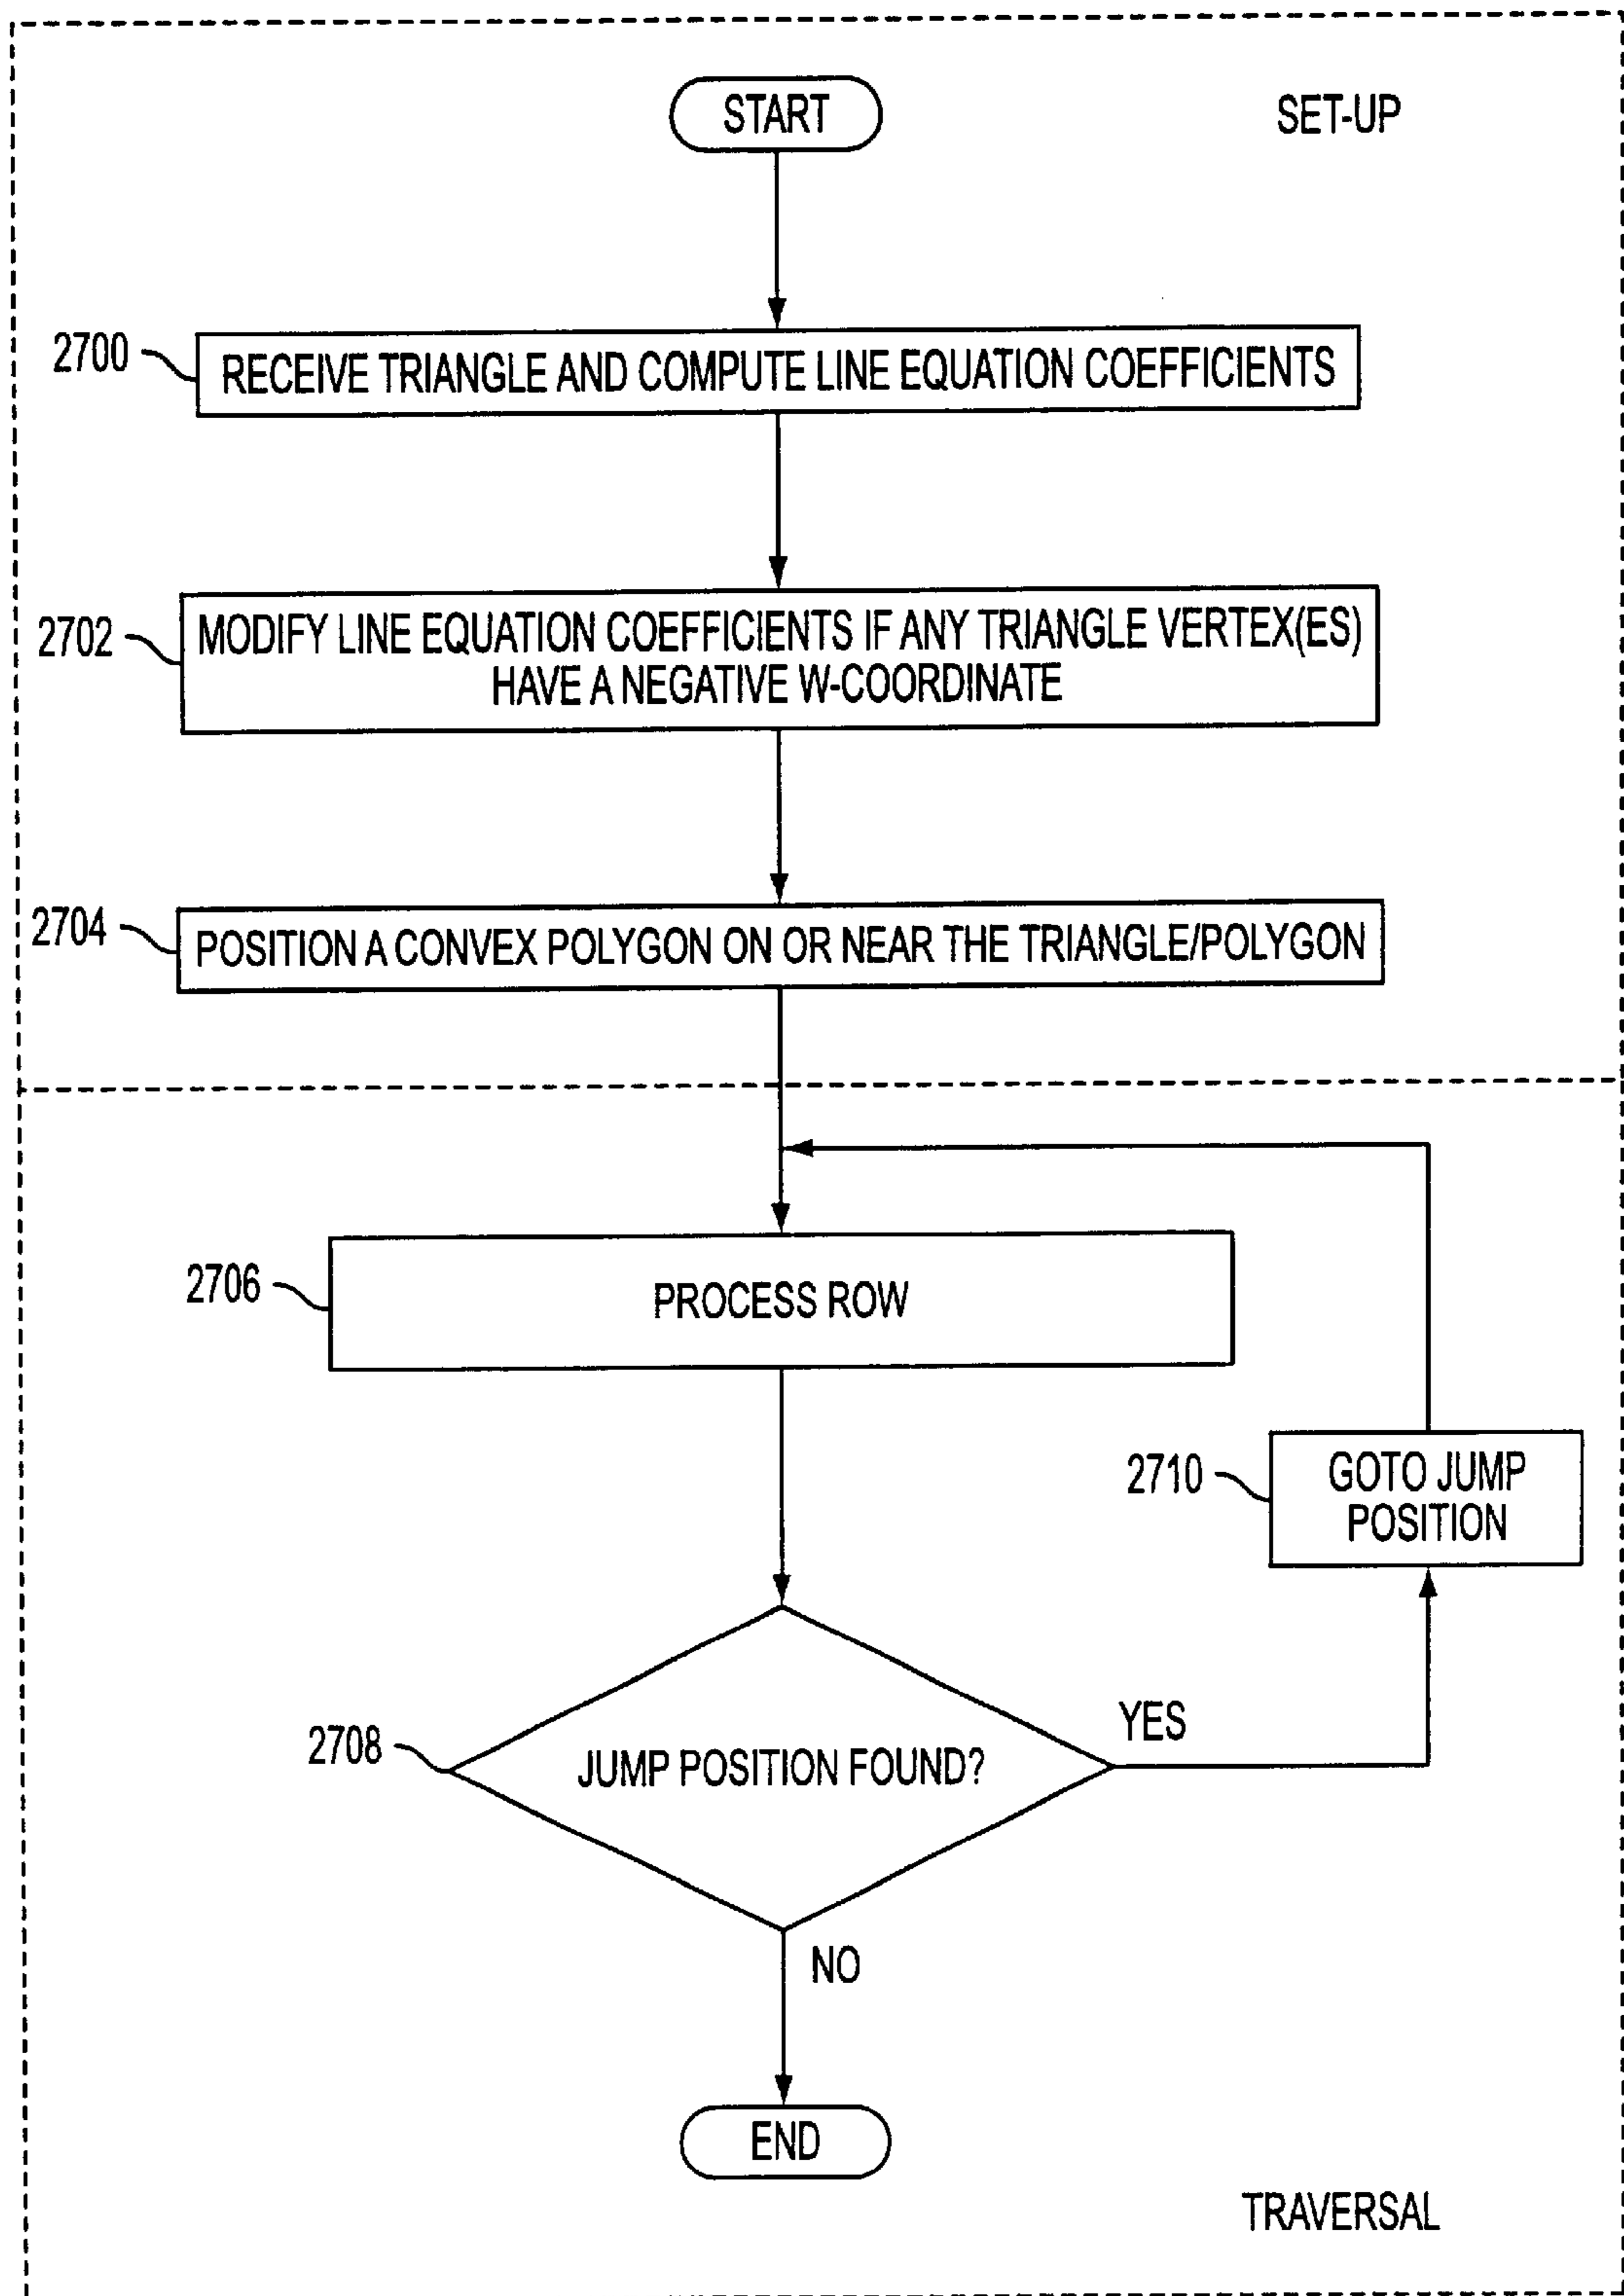 START
SET-UP
2700
RECEIVE TRIANGLE AND COMPUTE LINE EQUATION COEFFICIENTS
2702
MODIFY LINE EQUATION COEFFICIENTS IF ANY TRIANGLE VERTEX(ES)
HAVE A NEGATIVE W-COORDINATE
2704
POSITION A CONVEX POLYGON ON OR NEAR THE TRIANGLE/POLYGON
2706
PROCESS ROW
2710
GOTO JUMP
POSITION
2708
JUMP POSITION FOUND?
YES
NO
END
TRAVERSAL